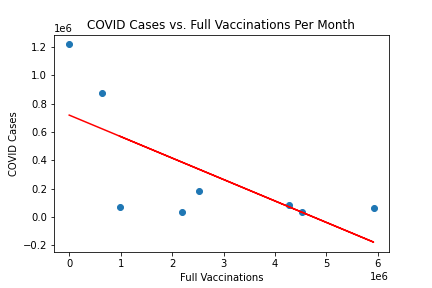 COVID Cases vs. Full Vaccinations Per Month
1e6
1.2
1.0
0.8
0.6
0.4
0.2
0.0
−0.2
COVID Cases
0 1 2 3 4 5 6
1e6
Full Vaccinations